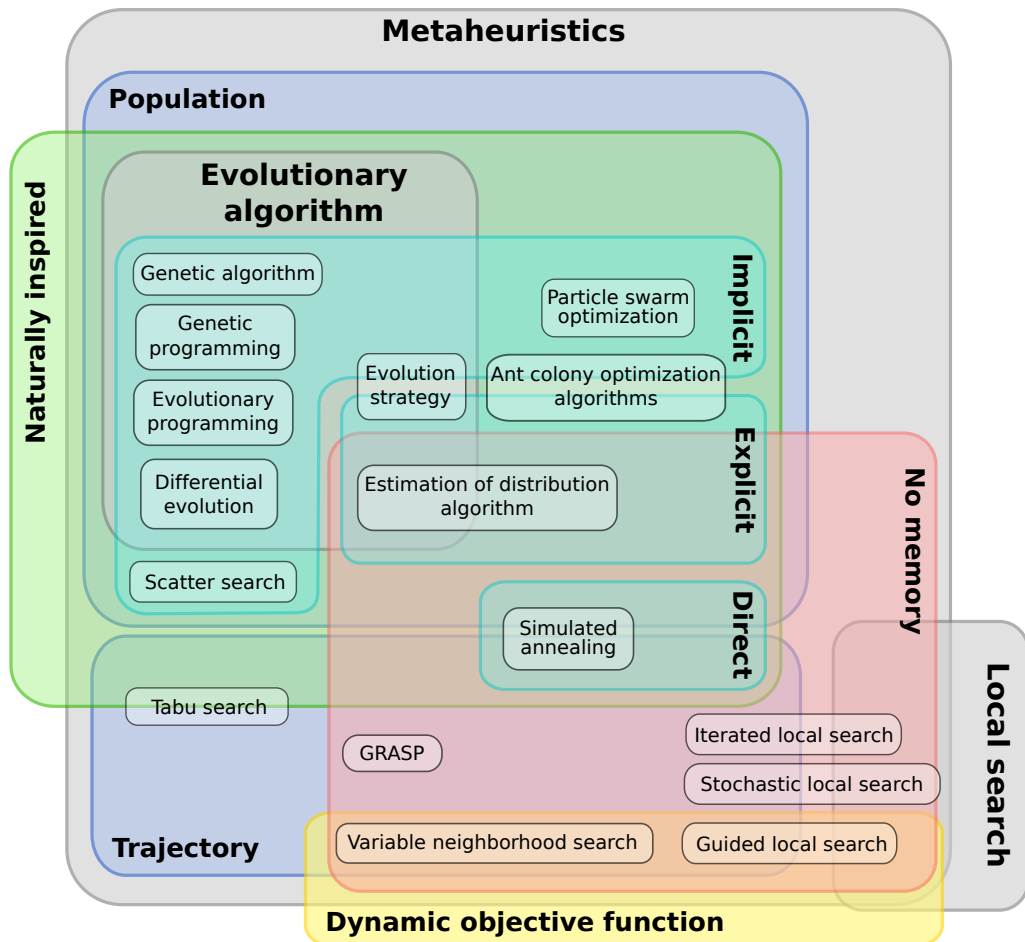 Metaheuristics
Population
Naturally inspired
Evolutionary
algorithm
Implicit
Genetic algorithm
Particle swarm
optimization
Genetic
programming
Evolution
strategy
Ant colony optimization
algorithms
Evolutionary
programming
Explicit
No memory
Differential
evolution
Estimation of distribution
algorithm
Scatter search
Direct
Simulated
annealing
Local search
Tabu search
Iterated local search
GRASP
Stochastic local search
Trajectory
Variable neighborhood search
Guided local search
Dynamic objective function